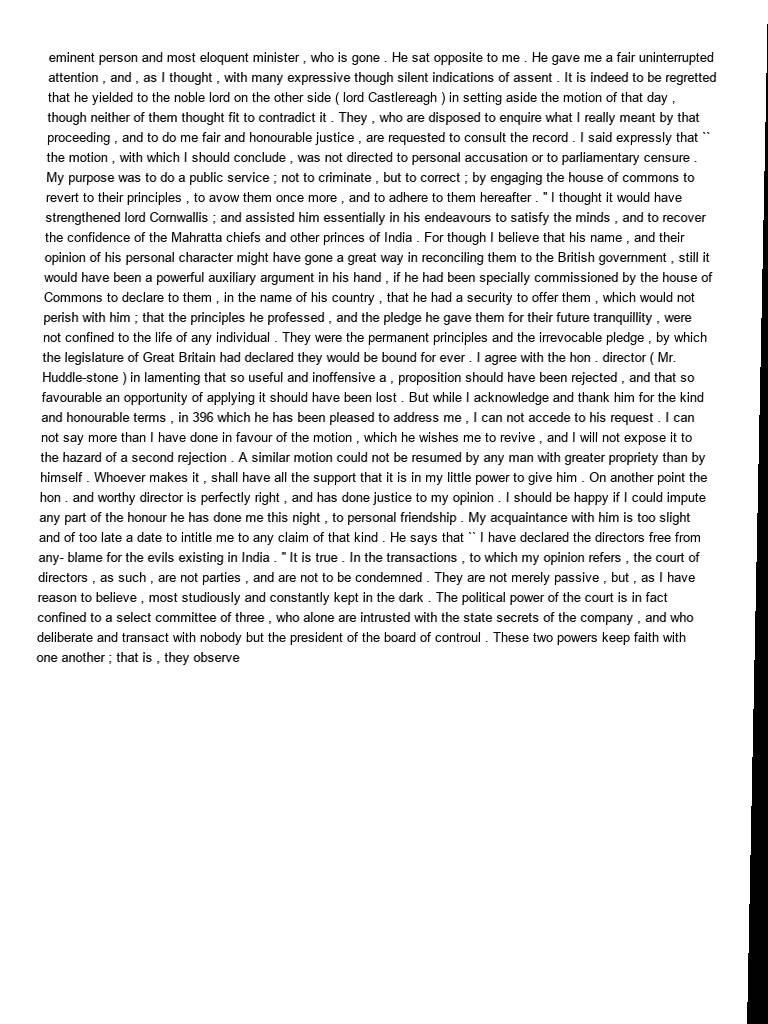 eminent person and most eloquent minister , who is gone . He sat opposite to me . He gave me a fair uninterrupted
attention , and , as I thought , with many expressive though silent indications of assent . It is indeed to be regretted
that he yielded to the noble lord on the other side ( lord Castlereagh ) in setting aside the motion of that day ,
though neither of them thought fit to contradict it . They , who are disposed to enquire what I really meant by that
proceeding , and to do me fair and honourable justice , are requested to consult the record . I said expressly that ``
the motion , with which I should conclude , was not directed to personal accusation or to parliamentary censure .
My purpose was to do a public service ; not to criminate , but to correct ; by engaging the house of commons to
revert to their principles , to avow them once more , and to adhere to them hereafter . " I thought it would have
strengthened lord Cornwallis ; and assisted him essentially in his endeavours to satisfy the minds , and to recover
the confidence of the Mahratta chiefs and other princes of India . For though I believe that his name , and their
opinion of his personal character might have gone a great way in reconciling them to the British government , still it
would have been a powerful auxiliary argument in his hand , if he had been specially commissioned by the house of
Commons to declare to them , in the name of his country , that he had a security to offer them , which would not
perish with him ; that the principles he professed , and the pledge he gave them for their future tranquillity , were
not confined to the life of any individual . They were the permanent principles and the irrevocable pledge , by which
the legislature of Great Britain had declared they would be bound for ever . I agree with the hon . director ( Mr.
Huddle-stone ) in lamenting that so useful and inoffensive a , proposition should have been rejected , and that so
favourable an opportunity of applying it should have been lost . But while I acknowledge and thank him for the kind
and honourable terms , in 396 which he has been pleased to address me , I can not accede to his request . I can
not say more than I have done in favour of the motion , which he wishes me to revive , and I will not expose it to
the hazard of a second rejection . A similar motion could not be resumed by any man with greater propriety than by
himself . Whoever makes it , shall have all the support that it is in my little power to give him . On another point the
hon . and worthy director is perfectly right , and has done justice to my opinion . I should be happy if I could impute
any part of the honour he has done me this night , to personal friendship . My acquaintance with him is too slight
and of too late a date to intitle me to any claim of that kind . He says that `` I have declared the directors free from
any- blame for the evils existing in India . " It is true . In the transactions , to which my opinion refers , the court of
directors , as such , are not parties , and are not to be condemned . They are not merely passive , but , as I have
reason to believe , most studiously and constantly kept in the dark . The political power of the court is in fact
confined to a select committee of three , who alone are intrusted with the state secrets of the company , and who
deliberate and transact with nobody but the president of the board of controul . These two powers keep faith with
one another ; that is , they observe